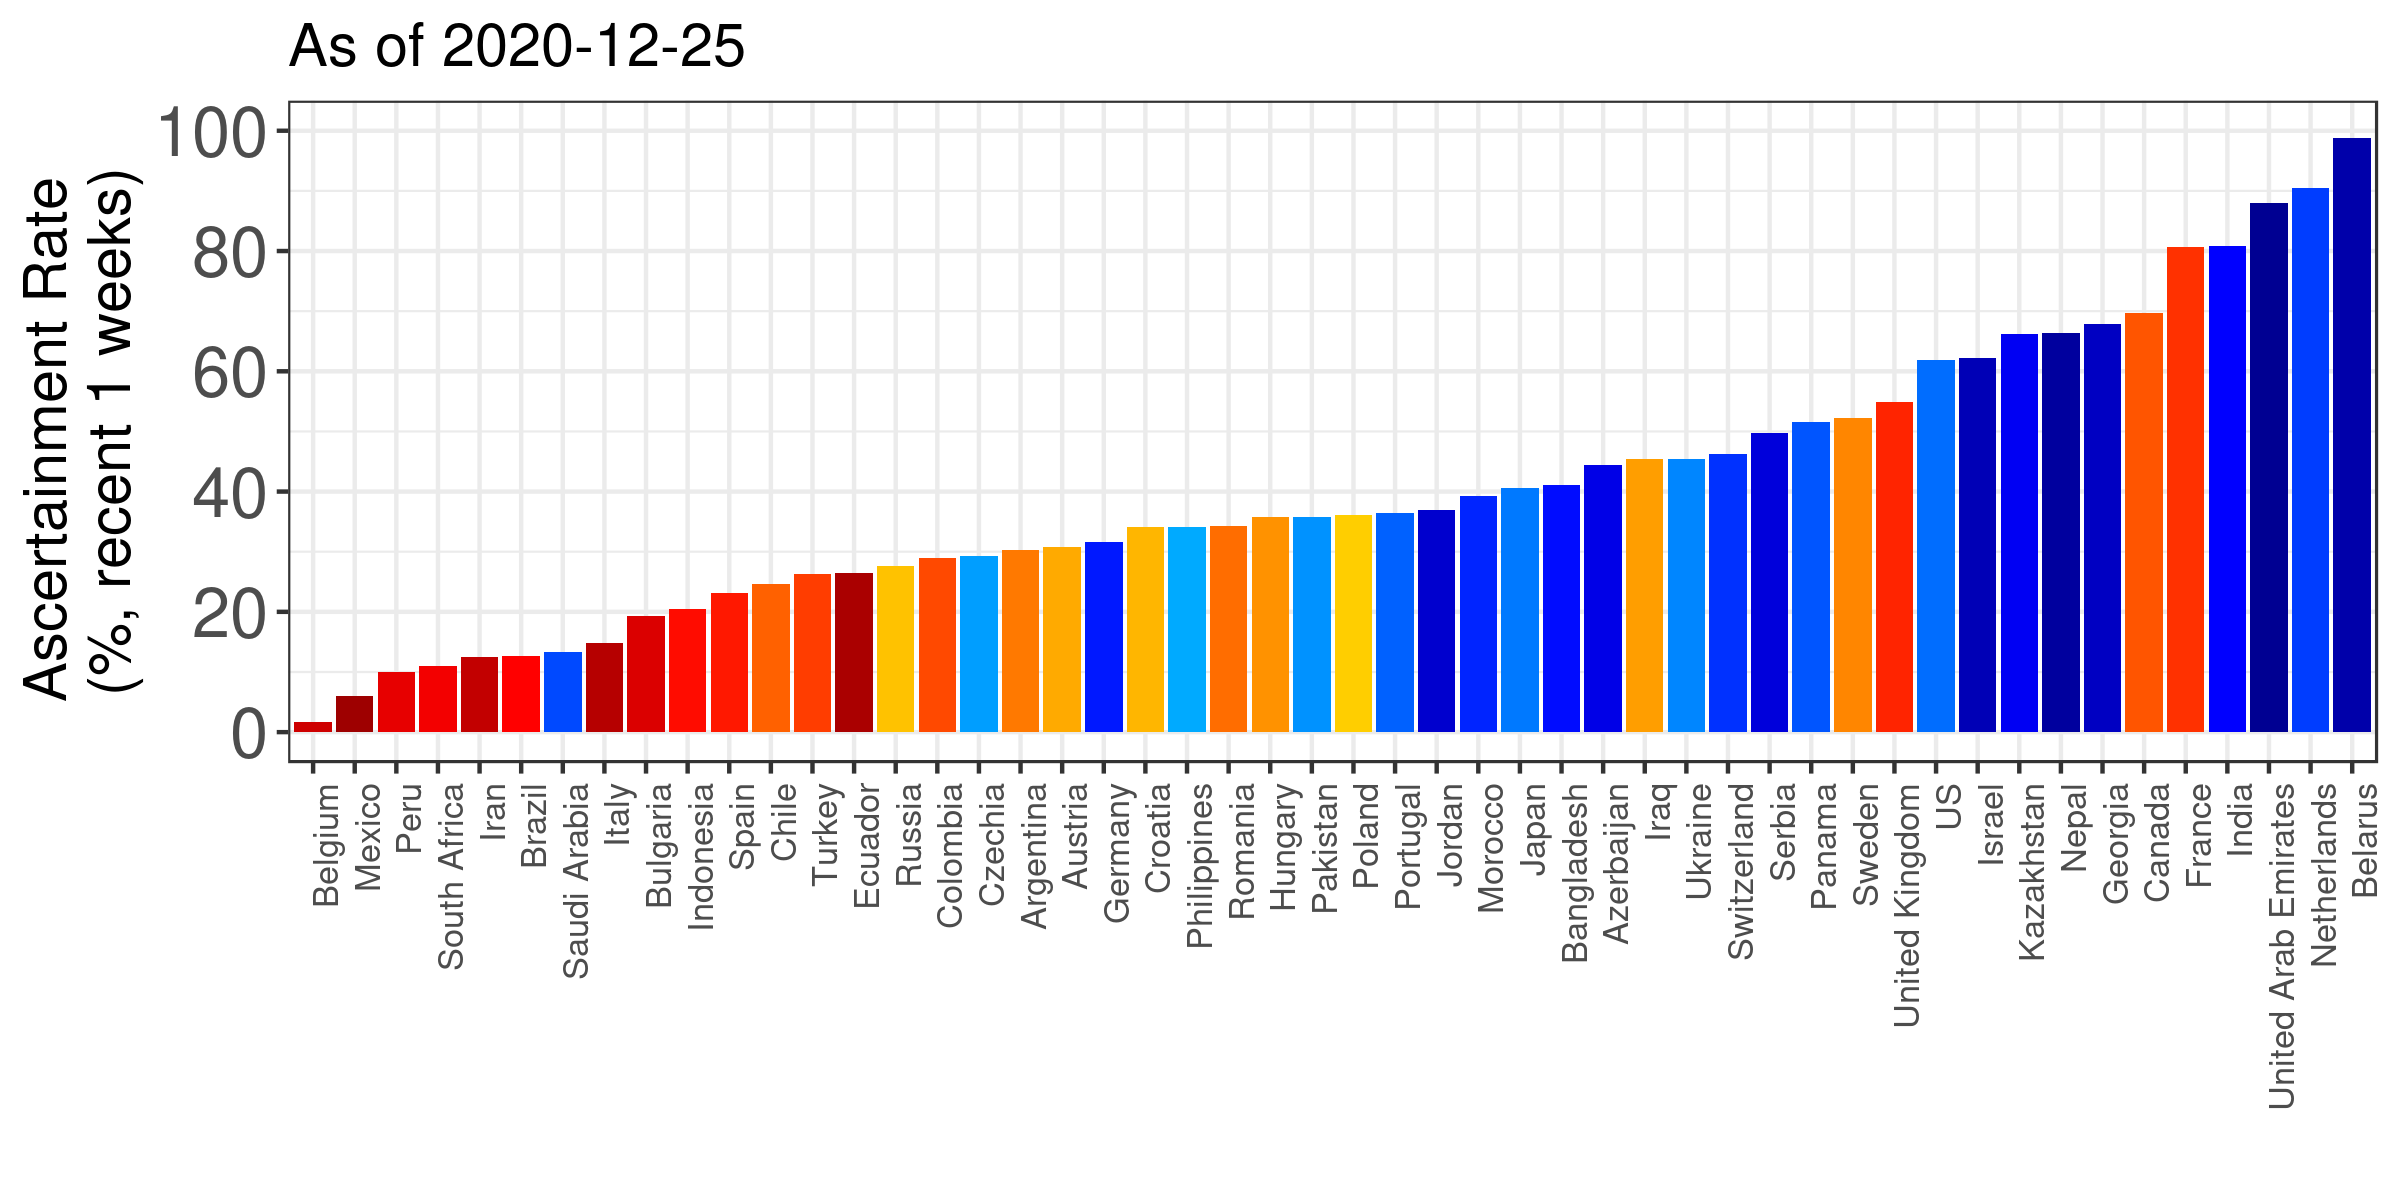 As of 2020-12-25
Ascertainment Rate
(%, recent 1 weeks)
100
80
60
40
20
0
Belgium
Mexico
Peru
South Africa
Iran
Brazil
Saudi Arabia
Italy
Bulgaria
Indonesia
Spain
Chile
Turkey
Ecuador
Russia
Colombia
Czechia
Argentina
Austria
Germany
Croatia
Philippines
Romania
Hungary
Pakistan
Poland
Portugal
Jordan
Morocco
Japan
Bangladesh
Azerbaijan
Iraq
Ukraine
Switzerland
Serbia
Panama
Sweden
United Kingdom
US
Israel
Kazakhstan
Nepal
Georgia
Canada
France
India
United Arab Emirates
Netherlands
Belarus